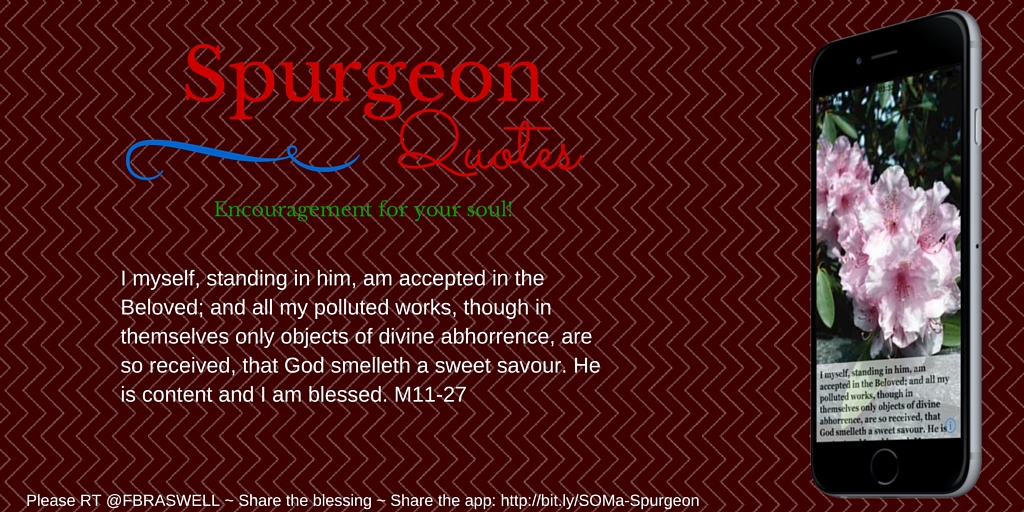 Spurgeon
Quotes
Encouragement for your soul!
I myself, standing in him, am accepted in the
Beloved; and all my polluted works, though in
themselves only objects of divine abhorrence, are
so received, that God smelleth a sweet savour. He
is content and I am blessed. M11-27
I myself, standing in him, am
accepted in the Beloved; and all my
polluted works, though in
themselves only objects of divine
abhorrence, are so received, that
God smelleth a sweet savour. He is
Please RT @FBRASWELL ~ Share the blessing ~ Share the app: http://bit.ly/SOMa-Spurgeon